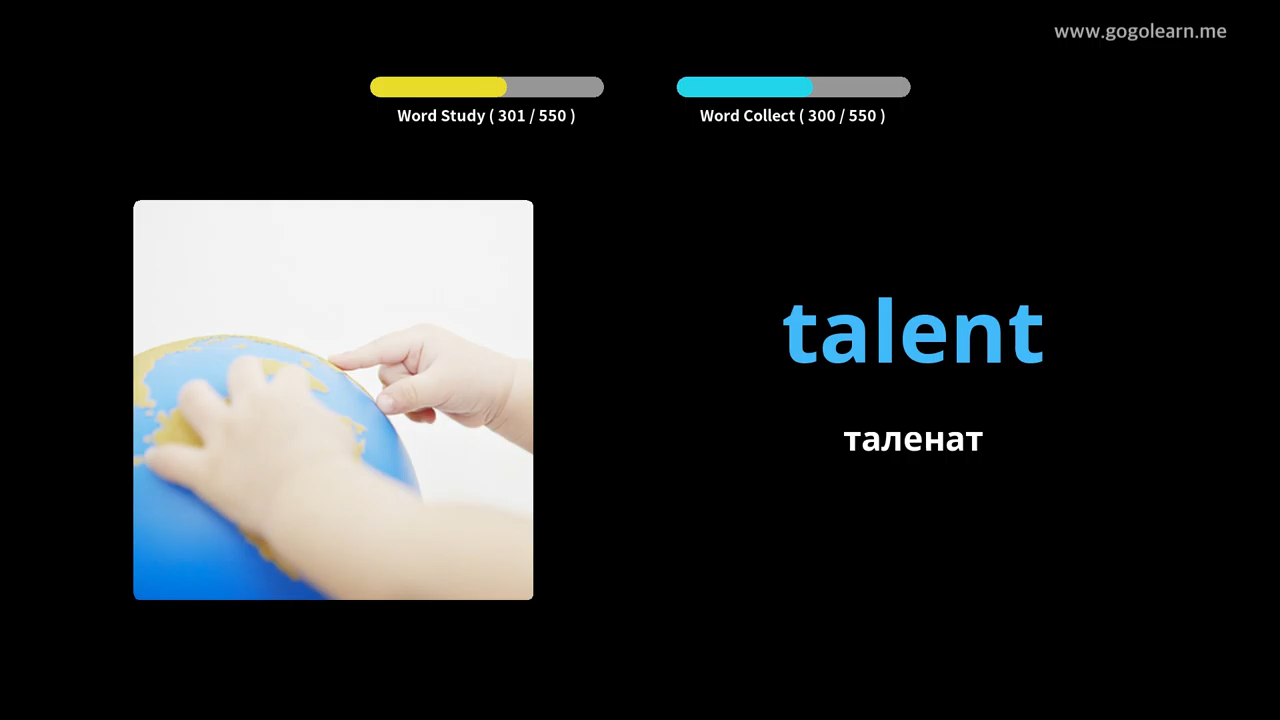 www.gogolearn.me
Word Study ( 301 / 550 )
Word Collect ( 300 / 550 )
talent
таленат